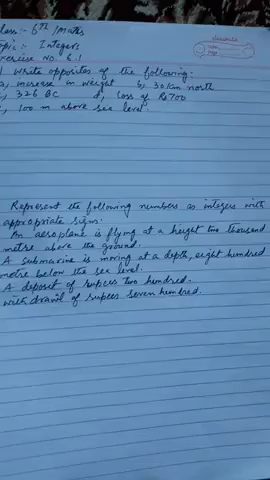 class :- 6th / Maths
Topic :- Integers
Exercise No. 6.1
1 Write opposites of the following:
a, increase in weight b, 30 km north
c, 326 BC d, Loss of Rs 700
e, 100 m above sea level.
Represent the following numbers as integers with
appropriate signs.
An aeroplane is flying at a height two thousand
metre above the ground.
A submarine is moving at a depth, eight hundred
metre below the sea level.
A deposit of rupees two hundred.
withdrawl of rupees seven hundred.